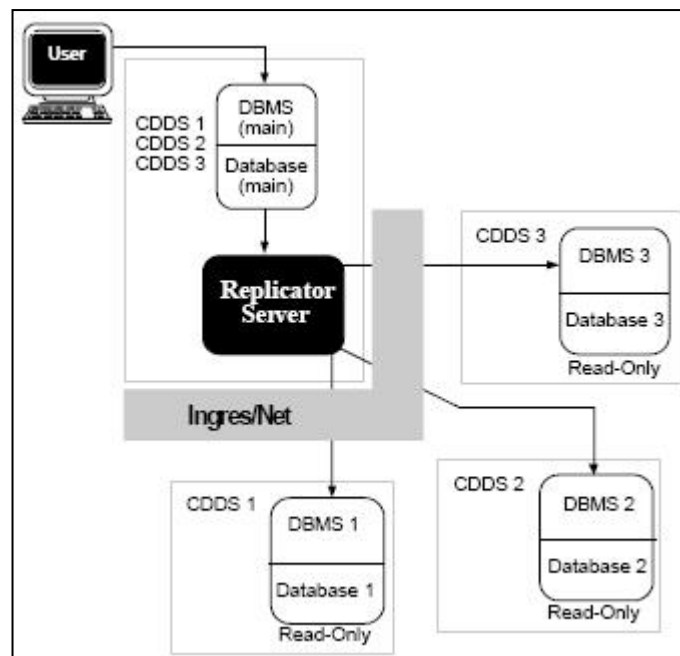 User
DBMS
(main)
CDDS 1
CDDS 2
CDDS 3
Database
(main)
Replicator
Server
CDDS 3
DBMS 3
Database 3
Read-Only
Ingres/Net
CDDS 1
DBMS 1
Database 1
Read-Only
CDDS 2
DBMS 2
Database 2
Read-Only